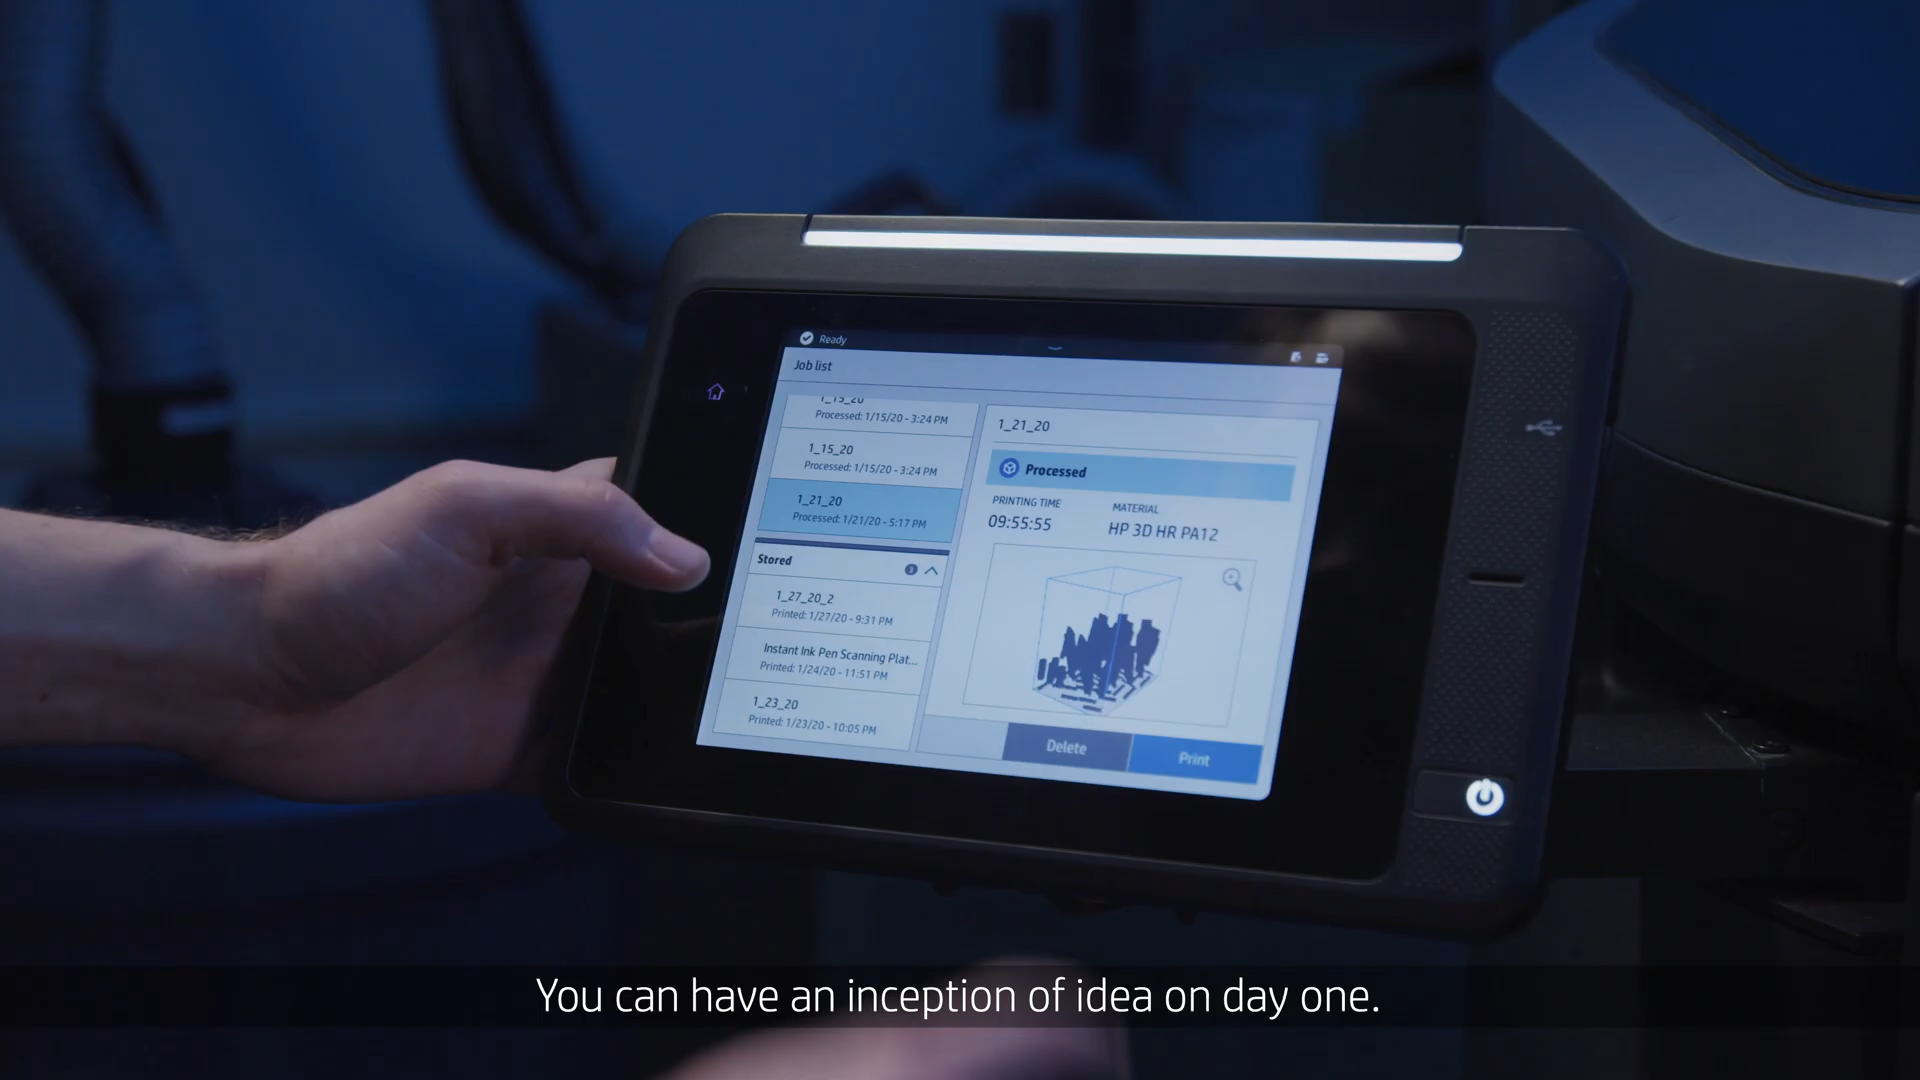 Ready
Job list
1_15_20
Processed: 1/15/20 - 3:24 PM
1_15_20
Processed: 1/15/20 - 3:24 PM
1_21_20
Processed: 1/21/20 - 5:17 PM
Stored
3
1_27_20_2
Printed: 1/27/20 - 9:31 PM
Instant Ink Pen Scanning Plat...
Printed: 1/24/20 - 11:51 PM
1_23_20
Printed: 1/23/20 - 10:05 PM
1_21_20
Processed
PRINTING TIME
MATERIAL
09:55:55
HP 3D HR PA12
Delete
Print
You can have an inception of idea on day one.